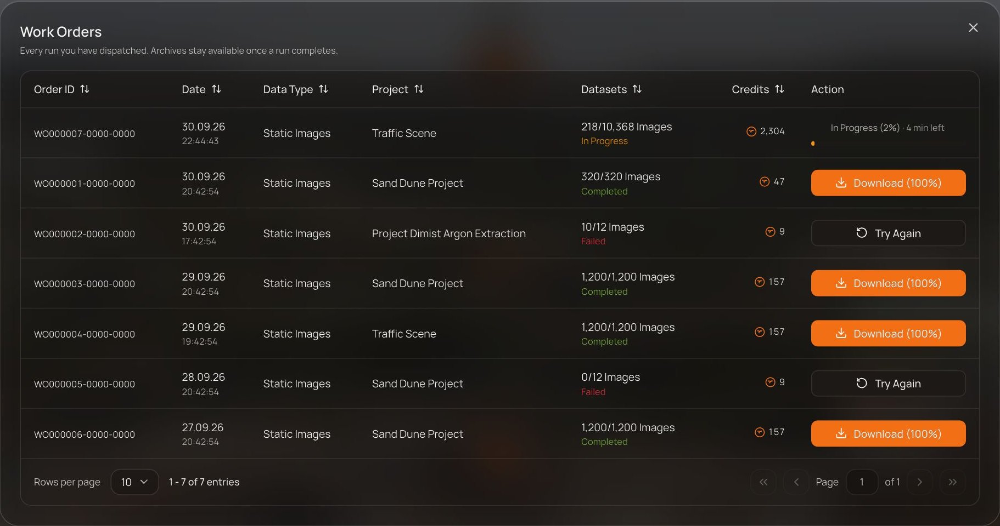 Work Orders
Every run you have dispatched. Archives stay available once a run completes.
Order ID Date Data Type Project Datasets Credits Action
WO000007-0000-0000 30.09.26 22:44:43 Static Images Traffic Scene 218/10,368 Images In Progress 2,304 In Progress (2%) · 4 min left
WO000001-0000-0000 30.09.26 20:42:54 Static Images Sand Dune Project 320/320 Images Completed 47 Download (100%)
WO000002-0000-0000 30.09.26 17:42:54 Static Images Project Dimist Argon Extraction 10/12 Images Failed 9 Try Again
WO000003-0000-0000 29.09.26 20:42:54 Static Images Sand Dune Project 1,200/1,200 Images Completed 157 Download (100%)
WO000004-0000-0000 29.09.26 19:42:54 Static Images Traffic Scene 1,200/1,200 Images Completed 157 Download (100%)
WO000005-0000-0000 28.09.26 20:42:54 Static Images Sand Dune Project 0/12 Images Failed 9 Try Again
WO000006-0000-0000 27.09.26 20:42:54 Static Images Sand Dune Project 1,200/1,200 Images Completed 157 Download (100%)
Rows per page 10 1 - 7 of 7 entries Page 1 of 1